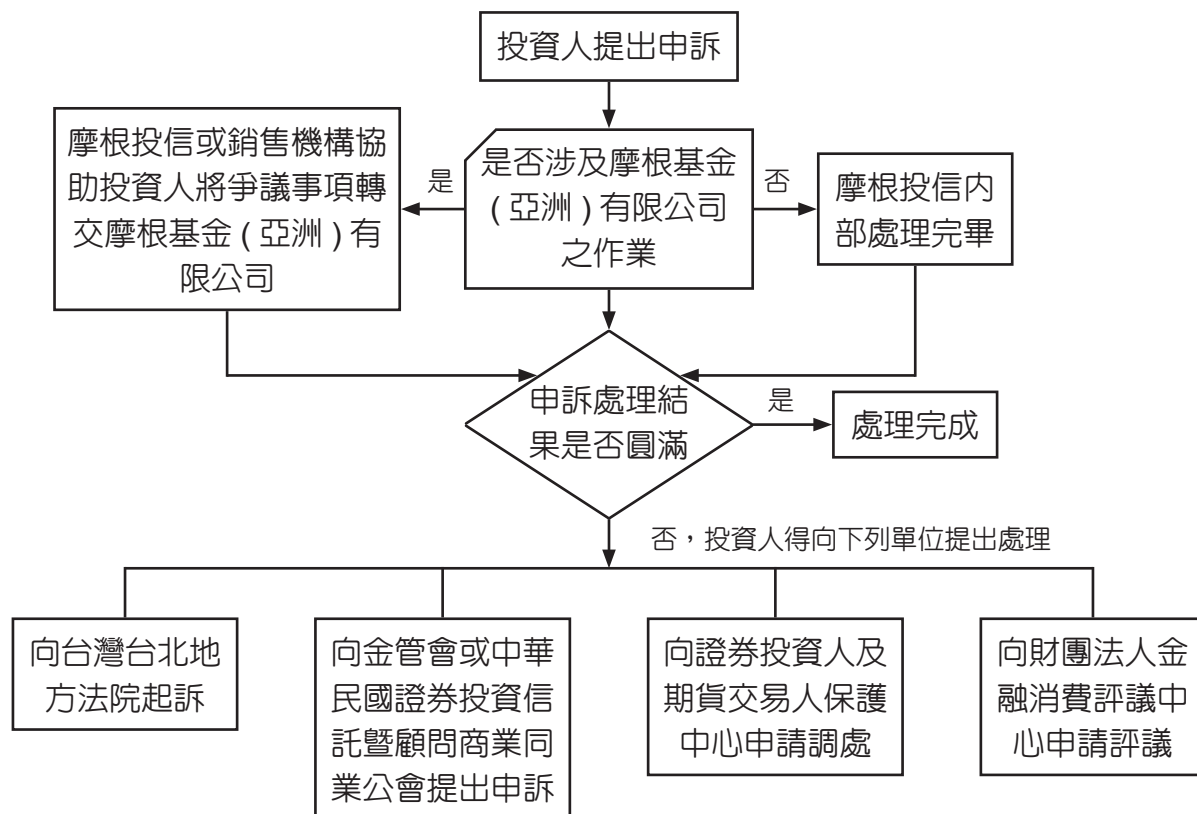 投資人提出申訴
摩根投信或銷售機構協
助投資人將爭議事項轉
交摩根基金 ( 亞洲 ) 有
限公司
是
是否涉及摩根基金
( 亞洲 ) 有限公司
之作業
否
摩根投信内
部處理完畢
申訴處理結
果是否圓滿
是
處理完成
否，投資人得向下列單位提出處理
向台灣台北地
方法院起訴
向金管會或中華
民國證券投資信
託暨顧問商業同
業公會提出申訴
向證券投資人及
期貨交易人保護
中心申請調處
向財團法人金
融消費評議中
心申請評議